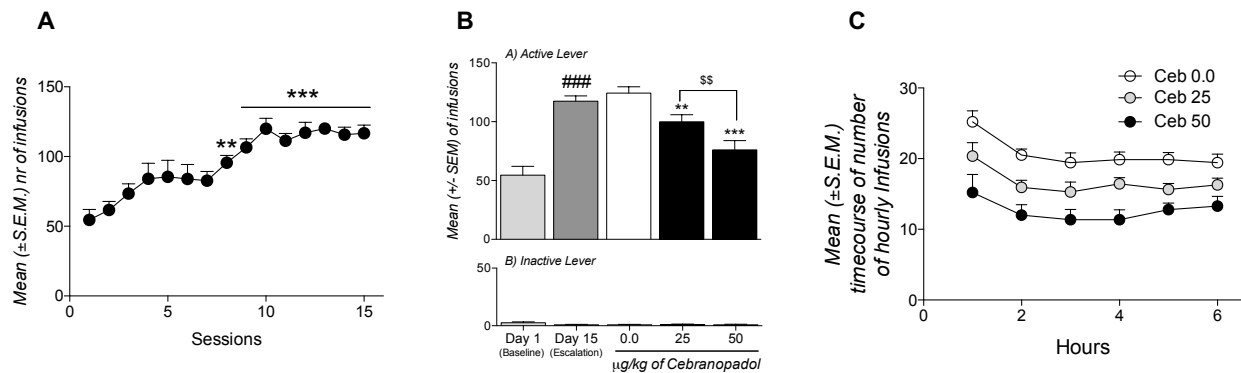 A
Mean (±S.E.M.) nr of infusions
150
100
50
0
***
**
0
5
10
15
Sessions
B
A) Active Lever
Mean (+/- SEM) of infusions
150
100
50
0
###
$$
**
***
B) Inactive Lever
50
0
Day 1
(Baseline)
Day 15
(Escalation)
0.0
25
50
μg/kg of Cebranopadol
C
Ceb 0.0
Ceb 25
Ceb 50
Mean (±S.E.M.)
timecourse of number
of hourly Infusions
30
20
10
0
0
2
4
6
Hours